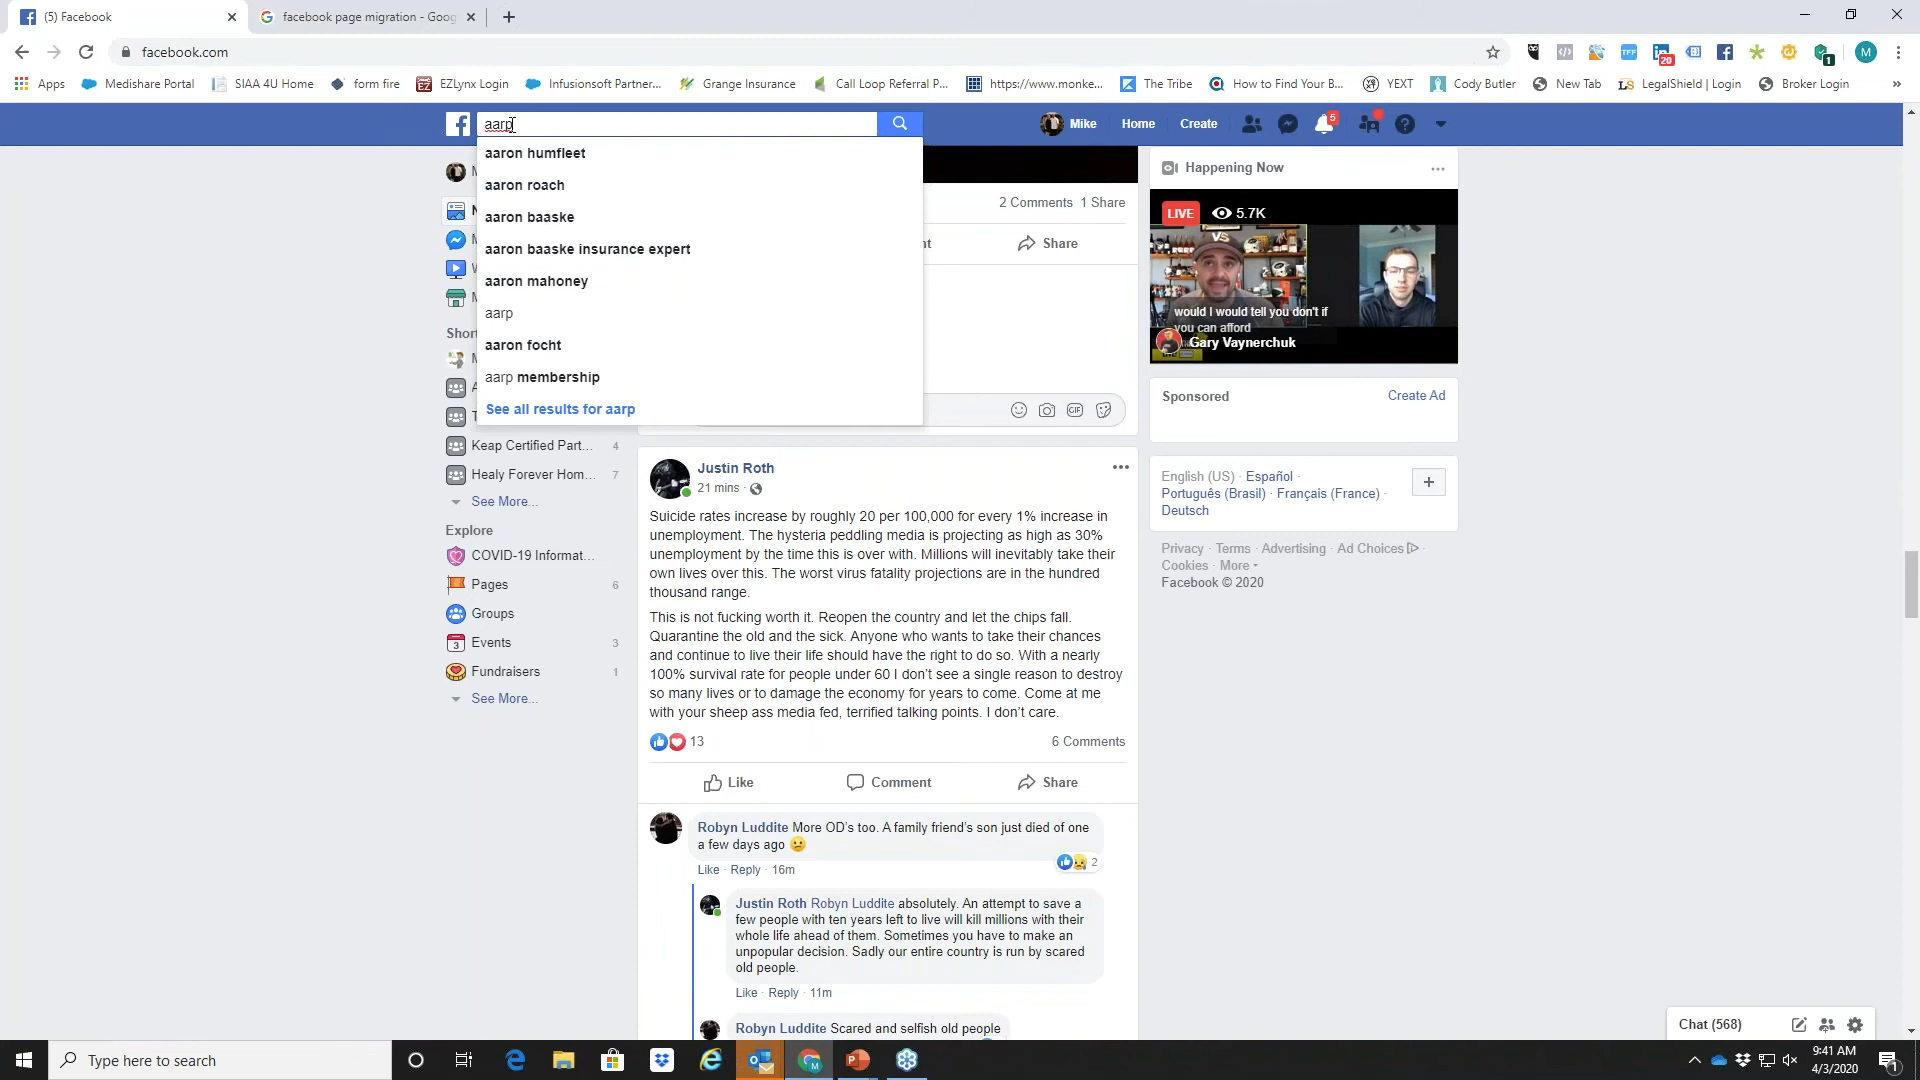 (5) Facebook
facebook page migration - Goog
facebook.com
20
1
M
Apps
Medishare Portal
SIAA 4U Home
form fire
EZLynx Login
Infusionsoft Partner...
Grange Insurance
Call Loop Referral P...
https://www.monke...
The Tribe
How to Find Your B...
YEXT
Cody Butler
New Tab
LegalShield | Login
Broker Login
»
aarp
Mike
Home
Create
5
aaron humfleet
aaron roach
aaron baaske
aaron baaske insurance expert
aaron mahoney
aarp
aaron focht
aarp membership
See all results for aarp
Short
Keap Certified Part... 4
Healy Forever Hom... 7
See More...
Explore
COVID-19 Informat...
Pages 6
Groups
Events 3
Fundraisers 1
See More...
2 Comments 1 Share
Share
GIF
Justin Roth
21 mins ·
Suicide rates increase by roughly 20 per 100,000 for every 1% increase in
unemployment. The hysteria peddling media is projecting as high as 30%
unemployment by the time this is over with. Millions will inevitably take their
own lives over this. The worst virus fatality projections are in the hundred
thousand range.
This is not fucking worth it. Reopen the country and let the chips fall.
Quarantine the old and the sick. Anyone who wants to take their chances
and continue to live their life should have the right to do so. With a nearly
100% survival rate for people under 60 I don't see a single reason to destroy
so many lives or to damage the economy for years to come. Come at me
with your sheep ass media fed, terrified talking points. I don't care.
13
6 Comments
Like
Comment
Share
Robyn Luddite More OD's too. A family friend's son just died of one
a few days ago
2
Like · Reply · 16m
Justin Roth Robyn Luddite absolutely. An attempt to save a
few people with ten years left to live will kill millions with their
whole life ahead of them. Sometimes you have to make an
unpopular decision. Sadly our entire country is run by scared
old people.
Like · Reply · 11m
Robyn Luddite Scared and selfish old people
Happening Now
LIVE
5.7K
VS
would I would tell you don't if
you can afford
Gary Vaynerchuk
Sponsored
Create Ad
English (US) · Español ·
Português (Brasil) · Français (France) ·
Deutsch
Privacy · Terms · Advertising · Ad Choices ·
Cookies · More
Facebook © 2020
Chat (568)
Type here to search
9:41 AM
4/3/2020
1